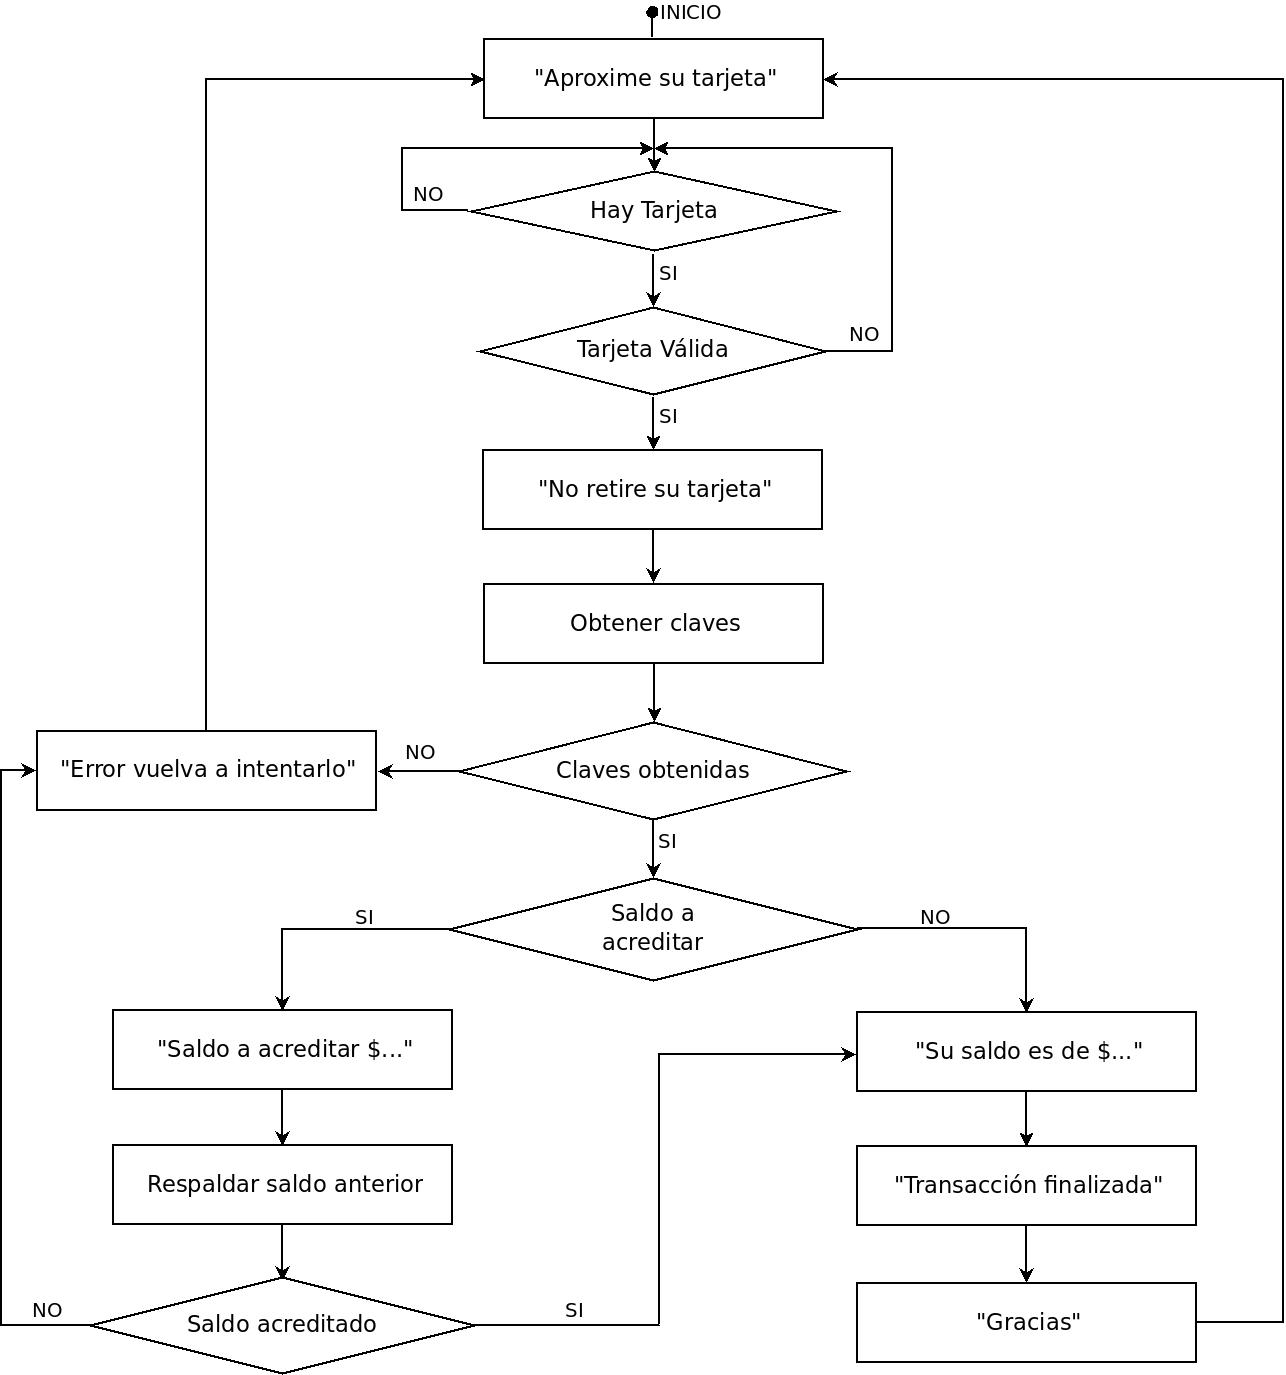 INICIO
"Aproxime su tarjeta"
NO
Hay Tarjeta
SI
NO
Tarjeta Válida
SI
"No retire su tarjeta"
Obtener claves
NO
"Error vuelva a intentarlo"
Claves obtenidas
SI
SI
Saldo a
acreditar
NO
"Saldo a acreditar $..."
"Su saldo es de $..."
Respaldar saldo anterior
"Transacción finalizada"
NO
Saldo acreditado
SI
"Gracias"